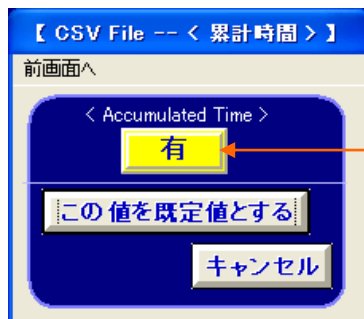 【 CSV File -- < 累計時間 > 】
前画面へ
< Accumulated Time >
有
この値を既定値とする
キャンセル